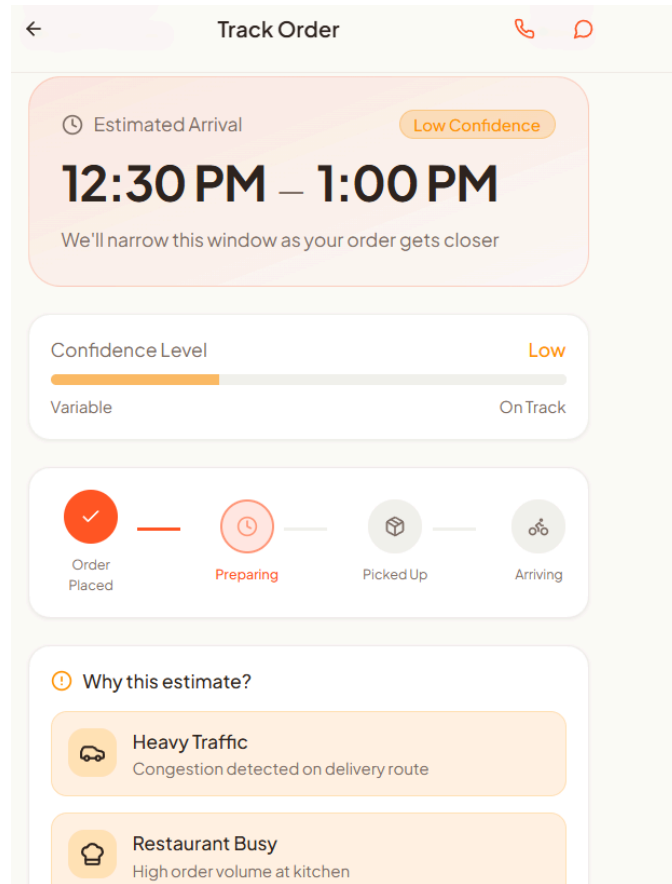 Track Order
Estimated Arrival
Low Confidence
12:30 PM — 1:00 PM
We'll narrow this window as your order gets closer
Confidence Level
Low
Variable
On Track
Order
Placed
Preparing
Picked Up
Arriving
Why this estimate?
Heavy Traffic
Congestion detected on delivery route
Restaurant Busy
High order volume at kitchen